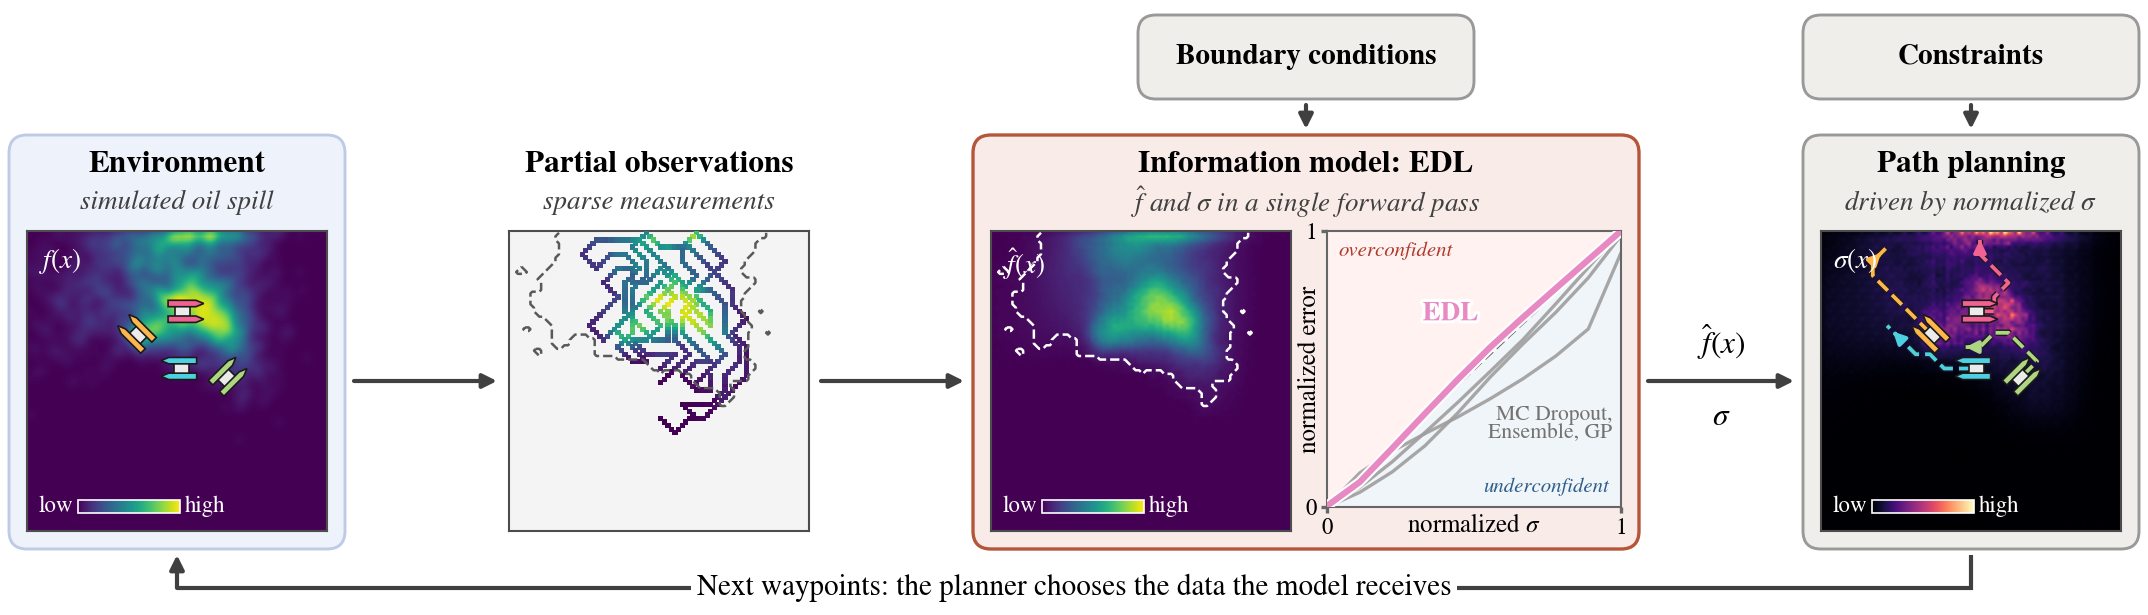 Boundary conditions
Constraints
Environment
simulated oil spill
f(x)
low
high
Partial observations
sparse measurements
Information model: EDL
f̂ and σ in a single forward pass
f̂(x)
low
high
1
overconfident
EDL
normalized error
MC Dropout,
Ensemble, GP
underconfident
0
0
normalized σ
1
f̂(x)
σ
Path planning
driven by normalized σ
σ(x)
low
high
Next waypoints: the planner chooses the data the model receives